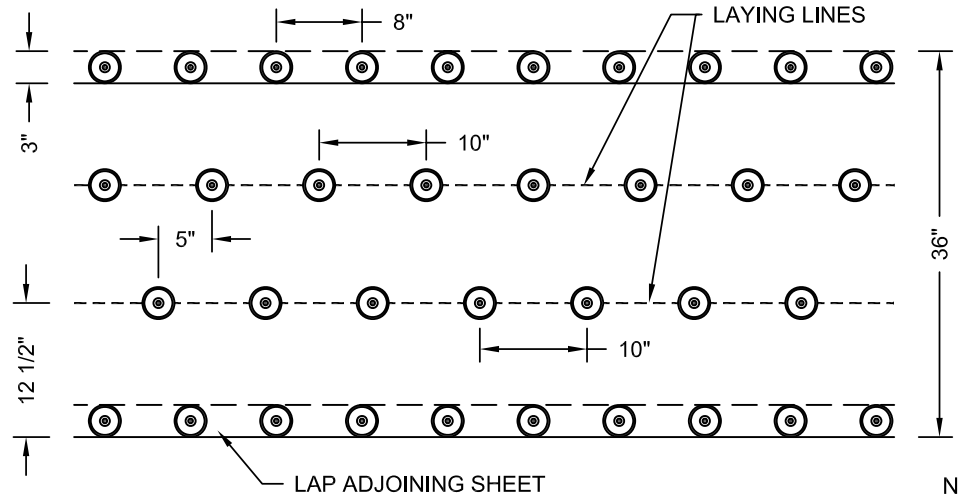 8"
LAYING LINES
3"
10"
5"
36"
10"
12 1/2"
LAP ADJOINING SHEET
N